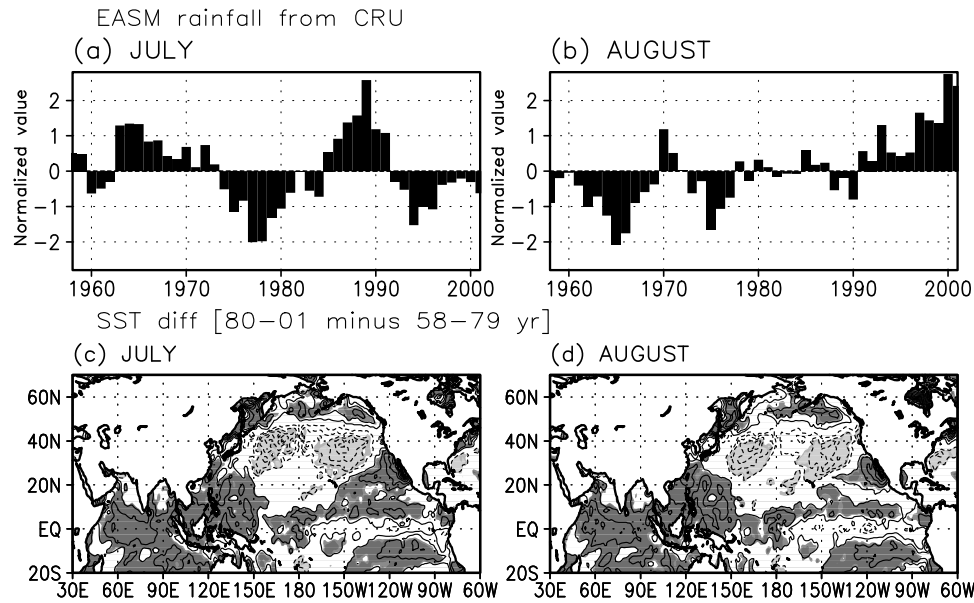 EASM rainfall from CRU
(a) JULY
(b) AUGUST
Normalized value
2
1
0
−1
−2
1960 1970 1980 1990 2000
Normalized value
2
1
0
−1
−2
1960 1970 1980 1990 2000
SST diff [80−01 minus 58−79 yr]
(c) JULY
(d) AUGUST
60N
40N
20N
EQ
20S
30E 60E 90E 120E 150E 180 150W 120W 90W 60W
60N
40N
20N
EQ
20S
30E 60E 90E 120E 150E 180 150W 120W 90W 60W